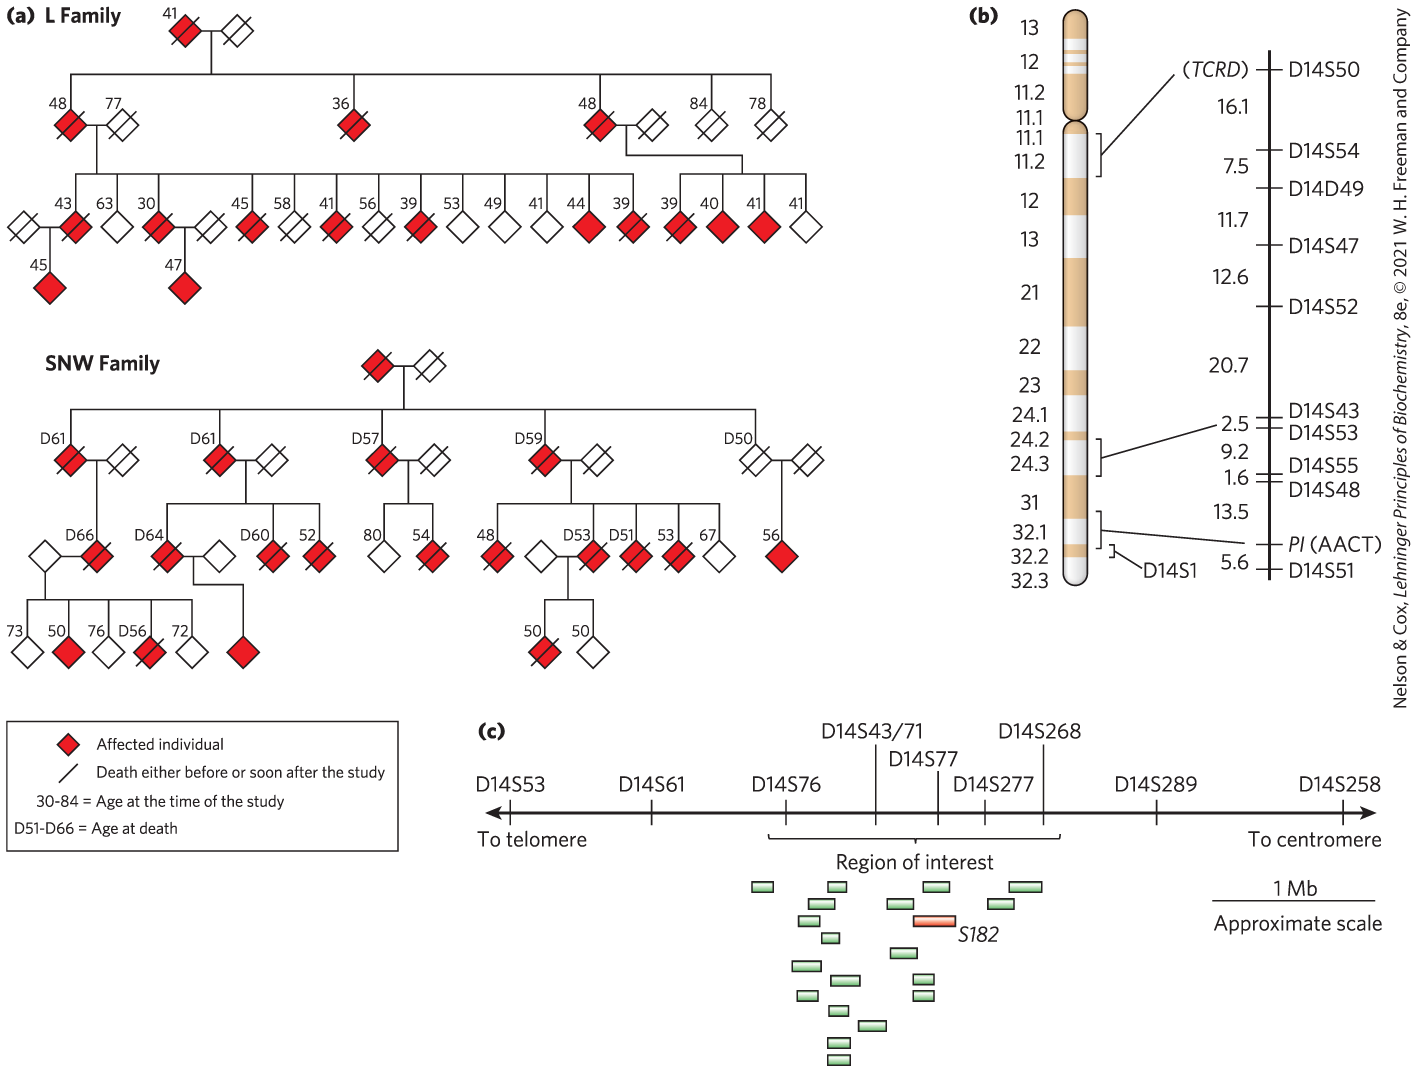 (a) L Family
41
48 77 36 48 84 78
43 63 30 45 58 41 56 39 53 49 41 44 39 39 40 41 41
45 47
SNW Family
D61 D61 D57 D59 D50
D66 D64 D60 52 80 54 48 D53 D51 53 67 56
73 50 76 D56 72 50 50
Affected individual
Death either before or soon after the study
30-84 = Age at the time of the study
D51-D66 = Age at death
(b)
13
12
11.2
11.1
11.1
11.2
12
13
21
22
23
24.1
24.2
24.3
31
32.1
32.2
32.3
(TCRD)
D14S50
16.1
D14S54
7.5
D14D49
11.7
D14S47
12.6
D14S52
20.7
D14S43
2.5
D14S53
9.2
D14S55
1.6
D14S48
13.5
PI (AACT)
D14S1
5.6
D14S51
Nelson & Cox, Lehninger Principles of Biochemistry, 8e, © 2021 W. H. Freeman and Company
(c)
D14S43/71 D14S268
D14S77
D14S53 D14S61 D14S76 D14S277 D14S289 D14S258
To telomere To centromere
Region of interest
1 Mb
Approximate scale
S182